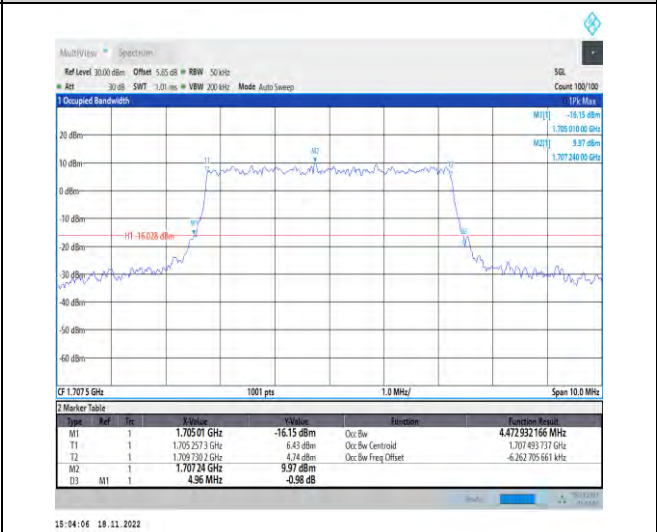 MultiView Spectrum
Ref Level 30.00 dBm Offset 5.85 dB RBW 50 kHz SGL
Att 30 dB SWT 1.01 ms VBW 200 kHz Mode Auto Sweep Count 100/100
1 Occupied Bandwidth 1Pk Max
M1[1] -16.15 dBm
1.705 010 00 GHz
M2[1] 9.97 dBm
1.707 240 00 GHz
20 dBm
M2
10 dBm
T1
0 dBm
-10 dBm
M1
H1 -16.028 dBm
-20 dBm
-30 dBm
-40 dBm
-50 dBm
-60 dBm
CF 1.707 5 GHz 1001 pts 1.0 MHz/ Span 10.0 MHz
2 Marker Table
Type Ref Trc X-Value Y-Value Function Function Result
M1 1 1.705 01 GHz -16.15 dBm Occ Bw 4.472 932 166 MHz
T1 1 1.705 257 3 GHz 6.43 dBm Occ Bw Centroid 1.707 493 737 GHz
T2 1 1.709 730 2 GHz 4.74 dBm Occ Bw Freq Offset -6.262 705 661 kHz
M2 1 1.707 24 GHz 9.97 dBm
D3 M1 1 4.96 MHz -0.98 dB
15:04:06 18.11.2022